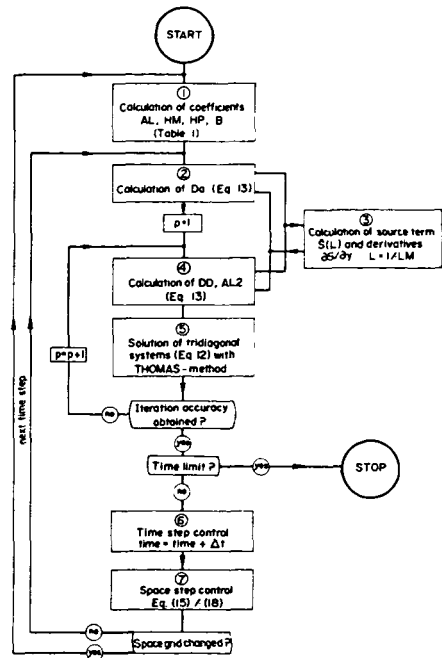 START
①
Calculation of coefficients
AL, HM, HP, B
(Table 1)
②
Calculation of Da (Eq 13)
p=1
③
Calculation of source term
Ṡ(L) and derivatives
∂S/∂y L = 1/LM
④
Calculation of DD, AL2
(Eq 13)
⑤
Solution of tridiagonal
systems (Eq 12) with
THOMAS-method
p=p+1
no
Iteration accuracy
obtained?
yes
Time limit?
yes
STOP
no
⑥
Time step control
time = time + Δt
⑦
Space step control
Eq. (15) / (18)
no
Space grid changed?
yes
next time step